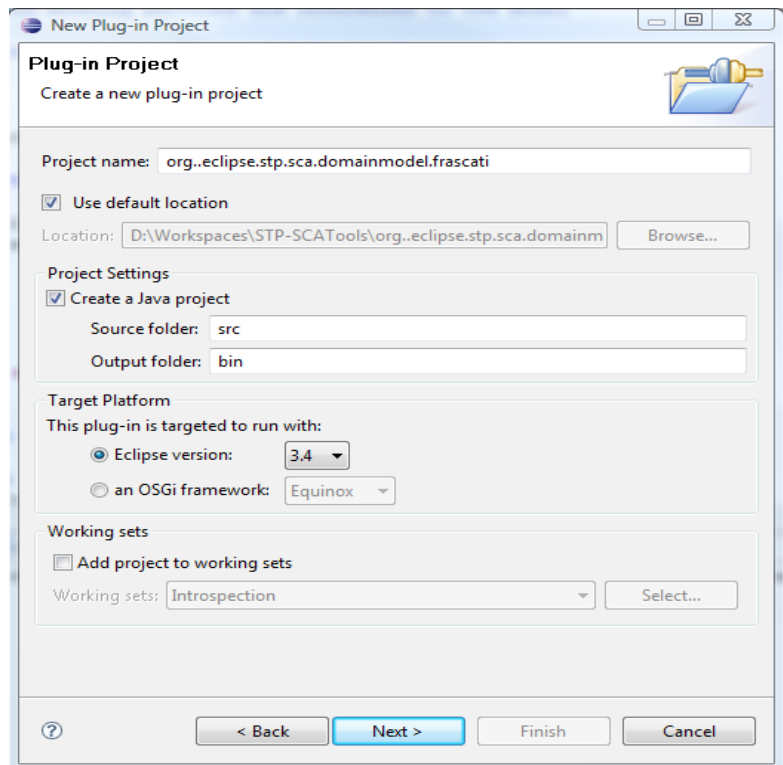 New Plug-in Project
Plug-in Project
Create a new plug-in project
Project name: org..eclipse.stp.sca.domainmodel.frascati
Use default location
Location: D:\Workspaces\STP-SCATools\org..eclipse.stp.sca.domainm Browse...
Project Settings
Create a Java project
Source folder: src
Output folder: bin
Target Platform
This plug-in is targeted to run with:
Eclipse version: 3.4
an OSGi framework: Equinox
Working sets
Add project to working sets
Working sets: Introspection Select...
? < Back Next > Finish Cancel